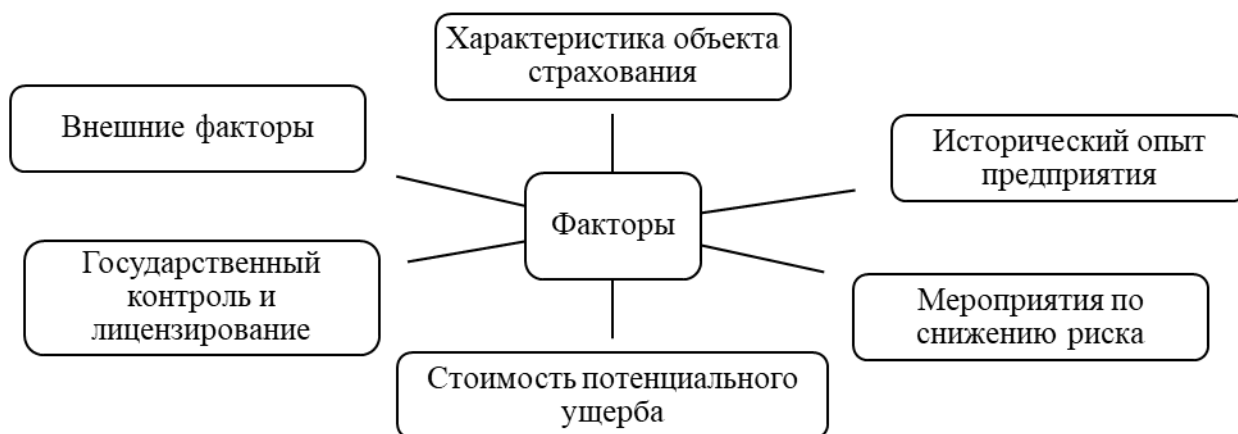 Характеристика объекта
страхования
Внешние факторы
Исторический опыт
предприятия
Факторы
Государственный
контроль и
лицензирование
Мероприятия по
снижению риска
Стоимость потенциального
ущерба